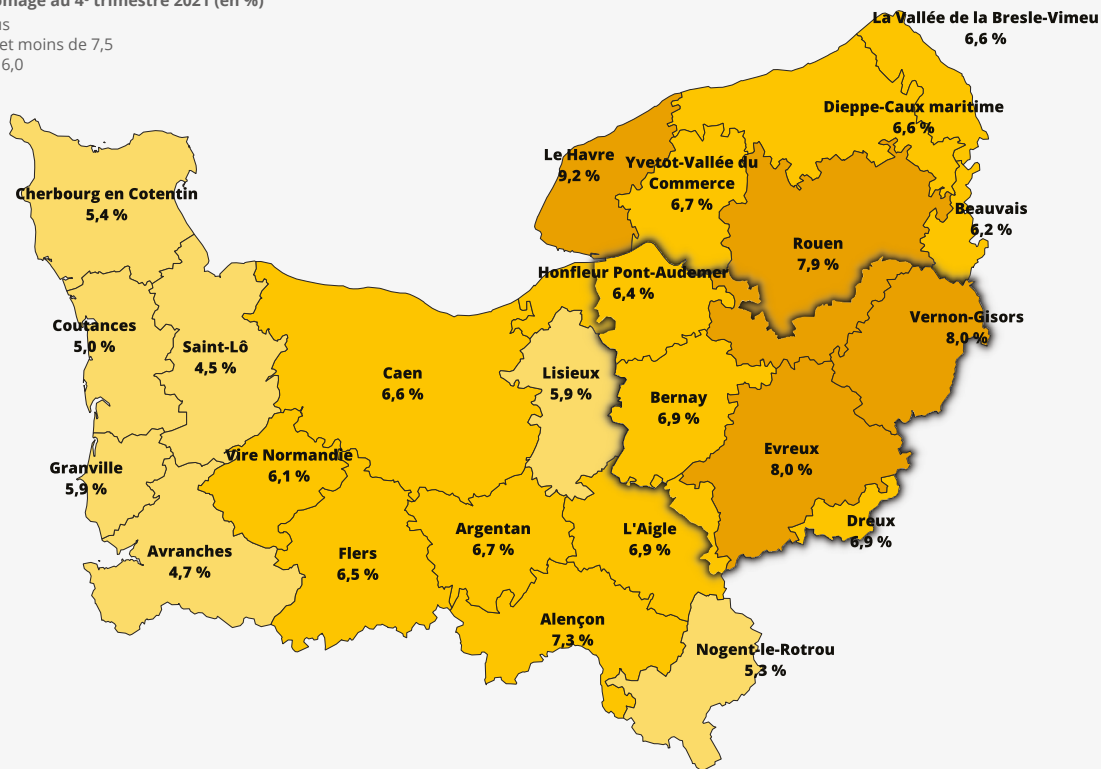 au 4e trimestre 2021 (en %)
et moins de 7,5
6,0
La Vallée de la Bresle-Vimeu
6,6 %
Dieppe-Caux maritime
6,6 %
Le Havre
9,2 %
Yvetot-Vallée du
Commerce
6,7 %
Cherbourg en Cotentin
5,4 %
Beauvais
6,2 %
Rouen
7,9 %
Honfleur Pont-Audemer
6,4 %
Vernon-Gisors
8,0 %
Coutances
5,0 %
Saint-Lô
4,5 %
Caen
6,6 %
Lisieux
5,9 %
Bernay
6,9 %
Evreux
8,0 %
Vire Normandie
6,1 %
Granville
5,9 %
Dreux
6,9 %
Argentan
6,7 %
L'Aigle
6,9 %
Avranches
4,7 %
Flers
6,5 %
Alençon
7,3 %
Nogent-le-Rotrou
5,3 %